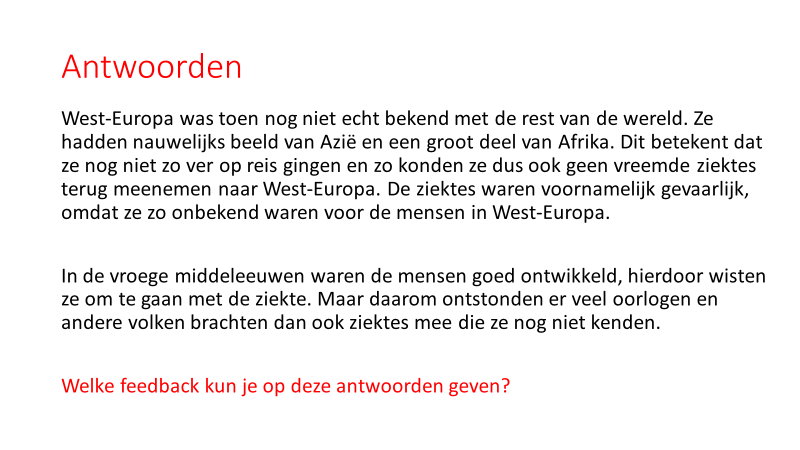 Antwoorden
West-Europa was toen nog niet echt bekend met de rest van de wereld. Ze
hadden nauwelijks beeld van Azië en een groot deel van Afrika. Dit betekent dat
ze nog niet zo ver op reis gingen en zo konden ze dus ook geen vreemde ziektes
terug meenemen naar West-Europa. De ziektes waren voornamelijk gevaarlijk,
omdat ze zo onbekend waren voor de mensen in West-Europa.
In de vroege middeleeuwen waren de mensen goed ontwikkeld, hierdoor wisten
ze om te gaan met de ziekte. Maar daarom ontstonden er veel oorlogen en
andere volken brachten dan ook ziektes mee die ze nog niet kenden.
Welke feedback kun je op deze antwoorden geven?